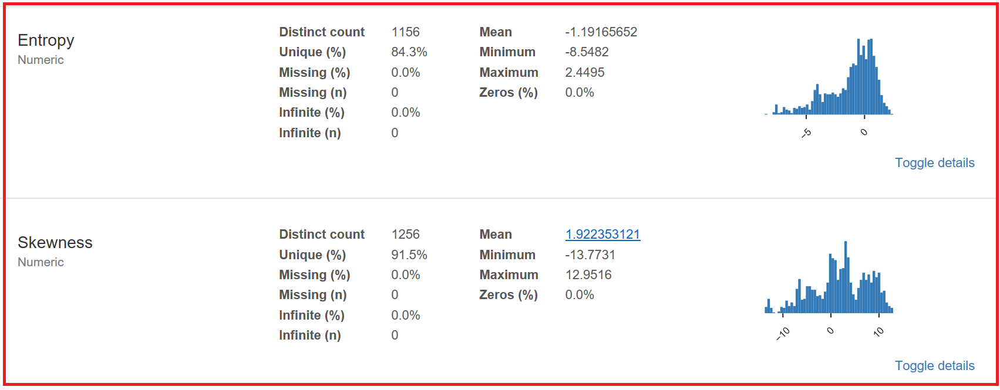 Entropy
Numeric
Distinct count 1156
Unique (%) 84.3%
Missing (%) 0.0%
Missing (n) 0
Infinite (%) 0.0%
Infinite (n) 0
Mean -1.19165652
Minimum -8.5482
Maximum 2.4495
Zeros (%) 0.0%
−5 0
Toggle details
Skewness
Numeric
Distinct count 1256
Unique (%) 91.5%
Missing (%) 0.0%
Missing (n) 0
Infinite (%) 0.0%
Infinite (n) 0
Mean 1.922353121
Minimum -13.7731
Maximum 12.9516
Zeros (%) 0.0%
−10 0 10
Toggle details